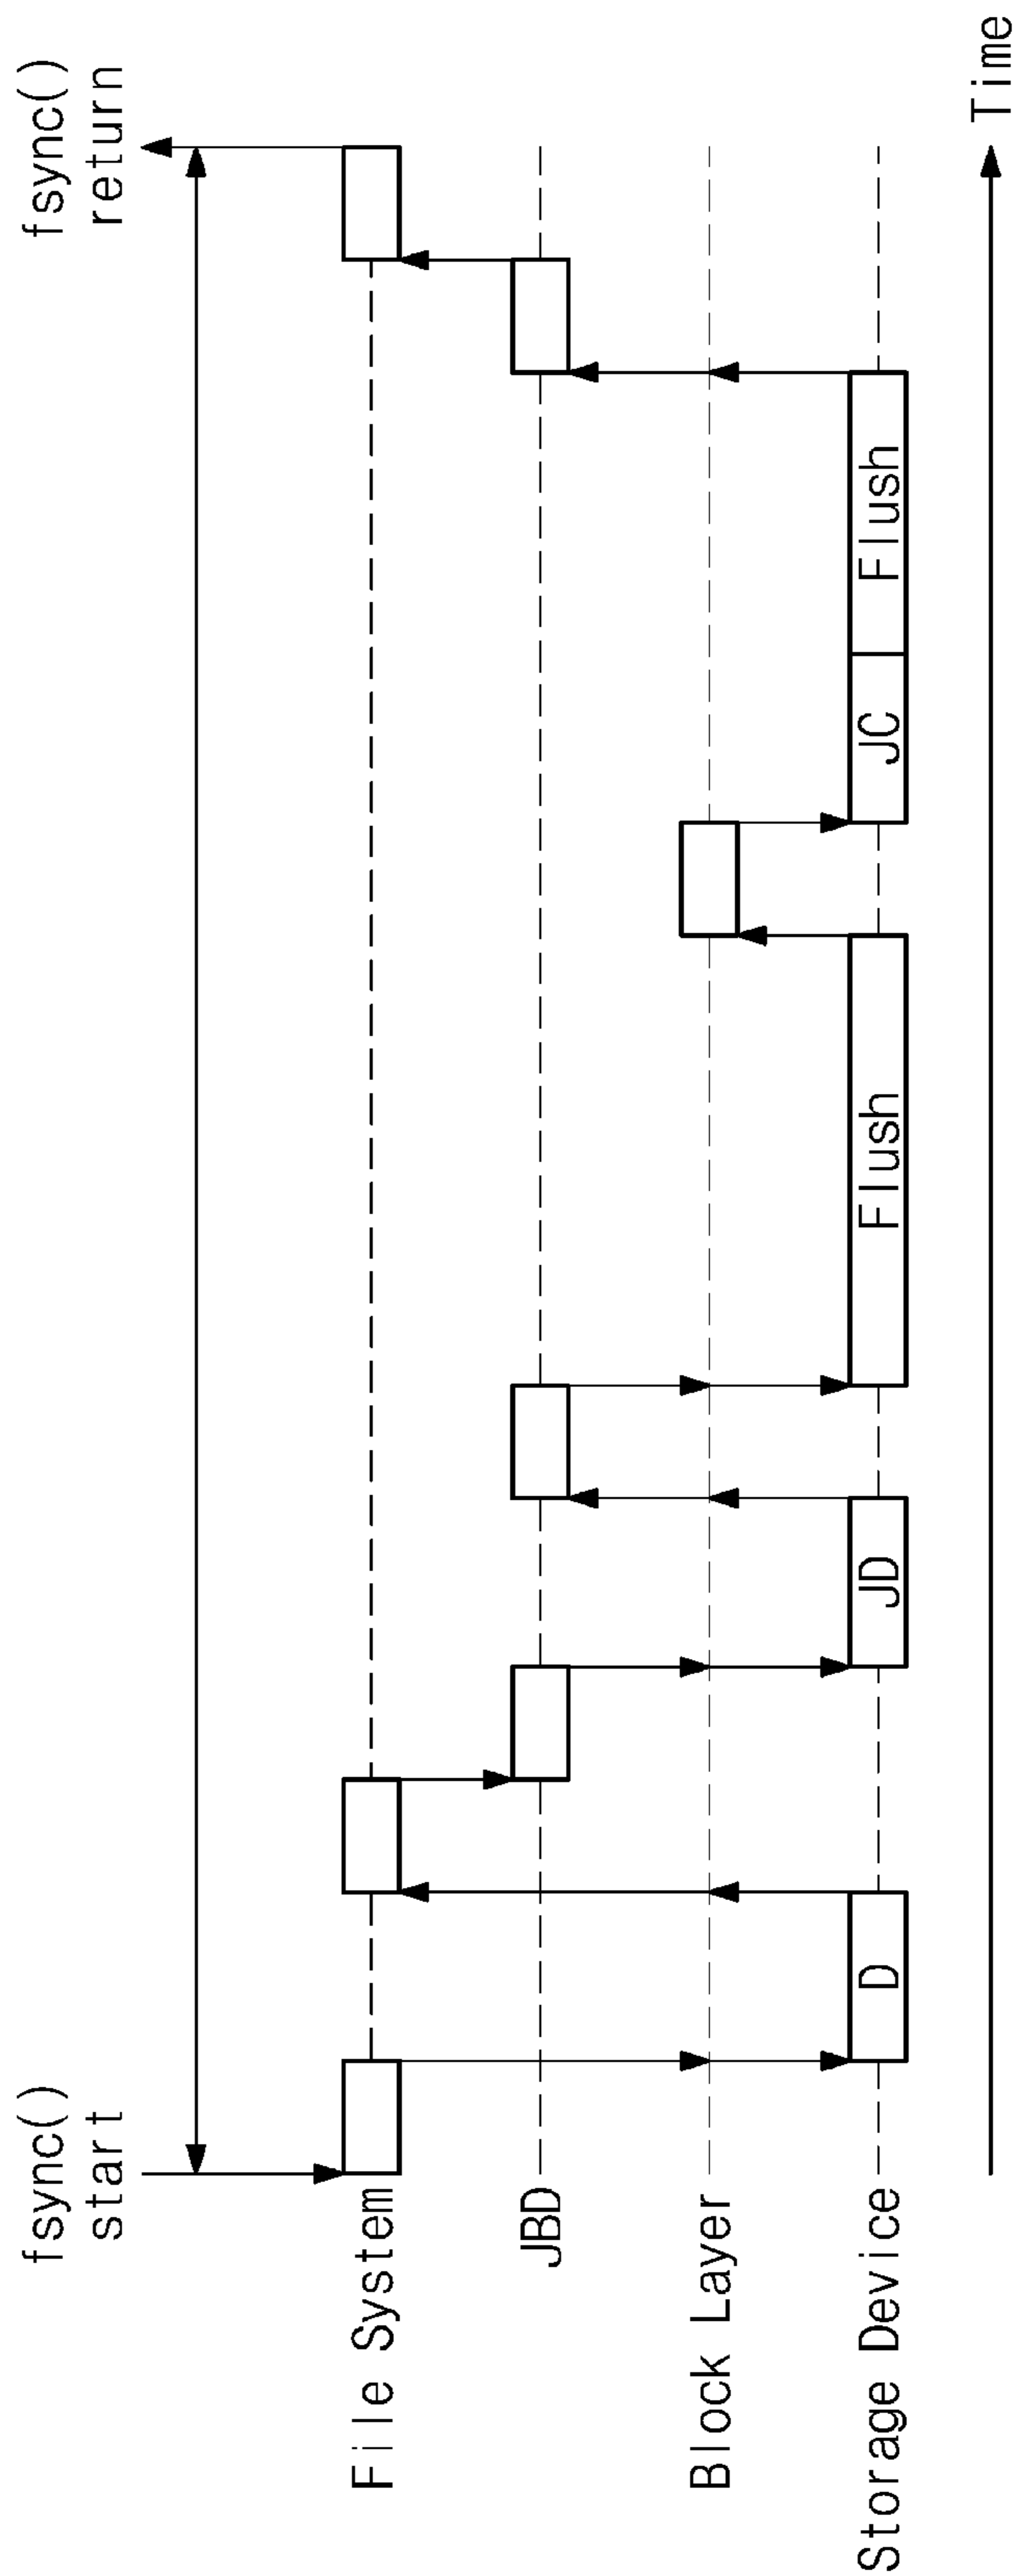 fsync()
start
fsync()
return
File System
JBD
Block Layer
Storage Device
D
JD
Flush
JC
Flush
Time